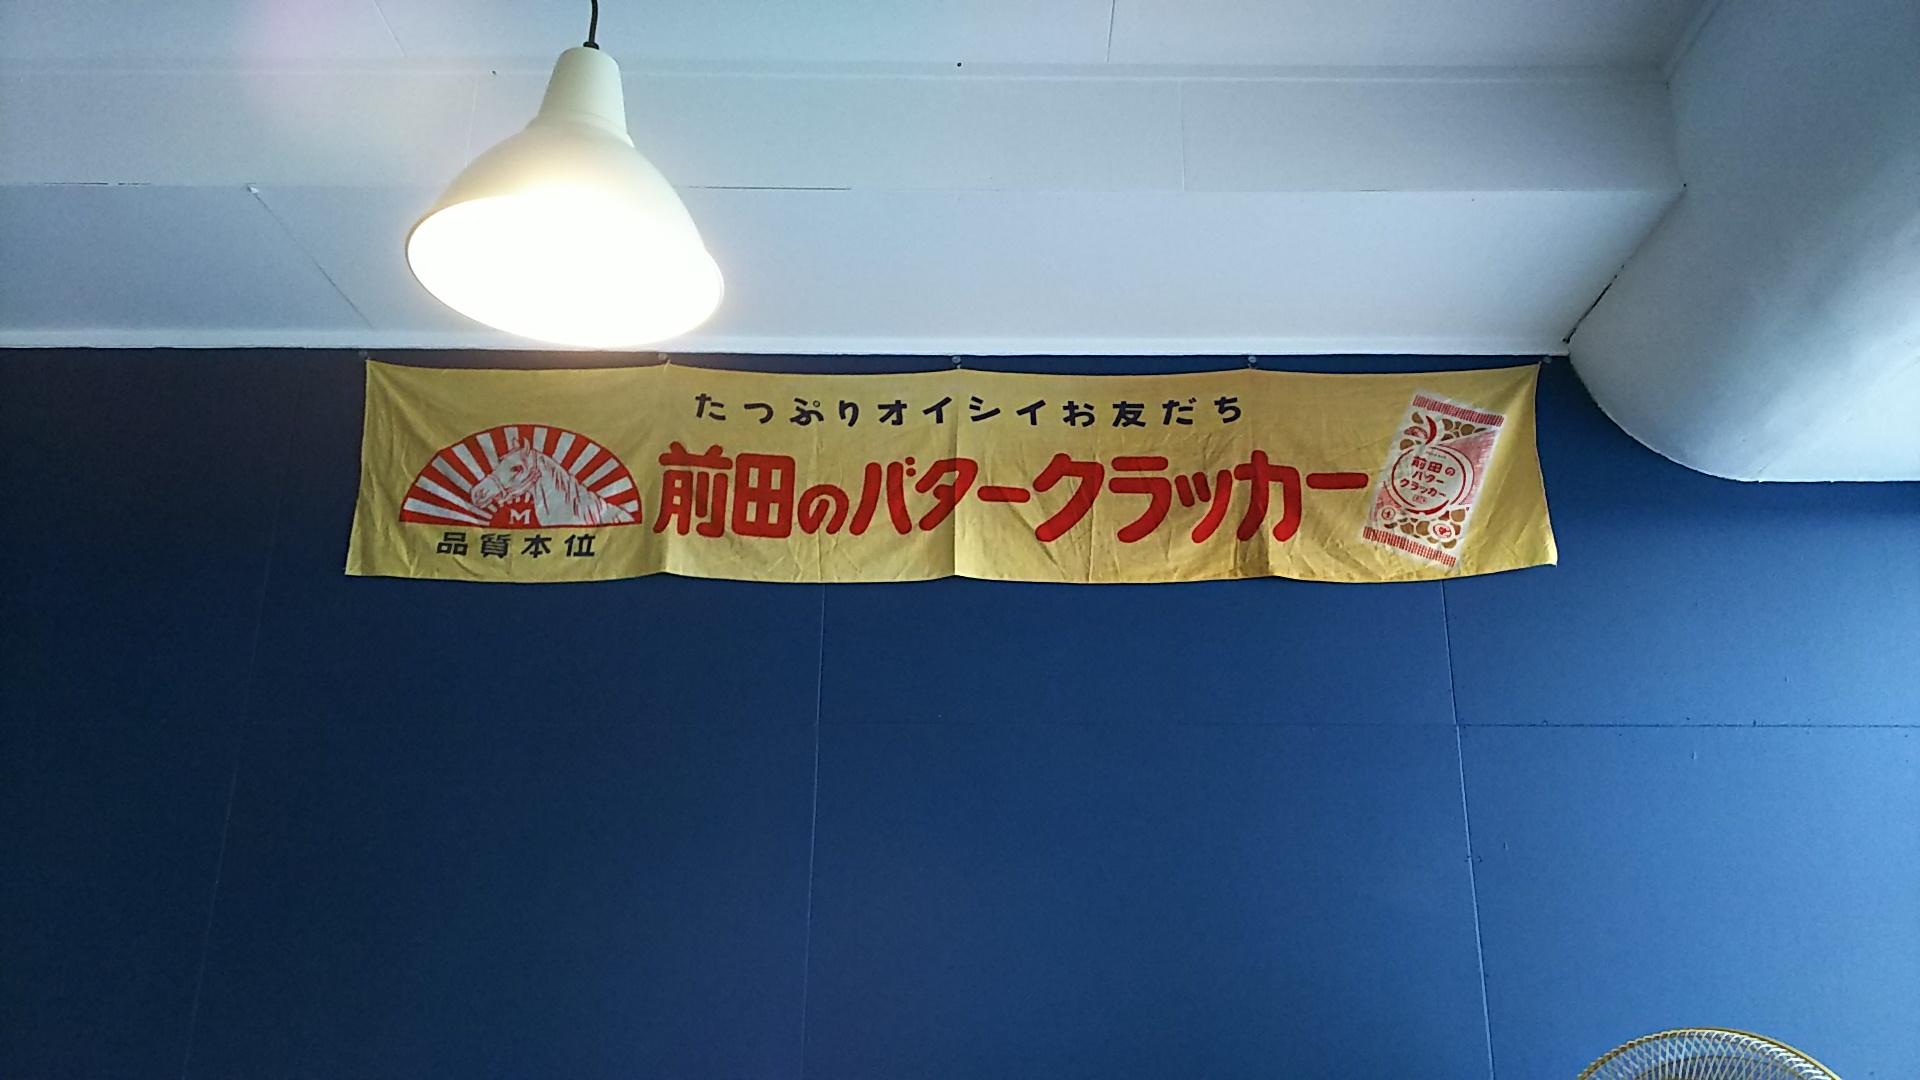 たっぷりオイシイお友だち
前田のバタークラッカー
M
品質本位
前田の
バター
クラッカー